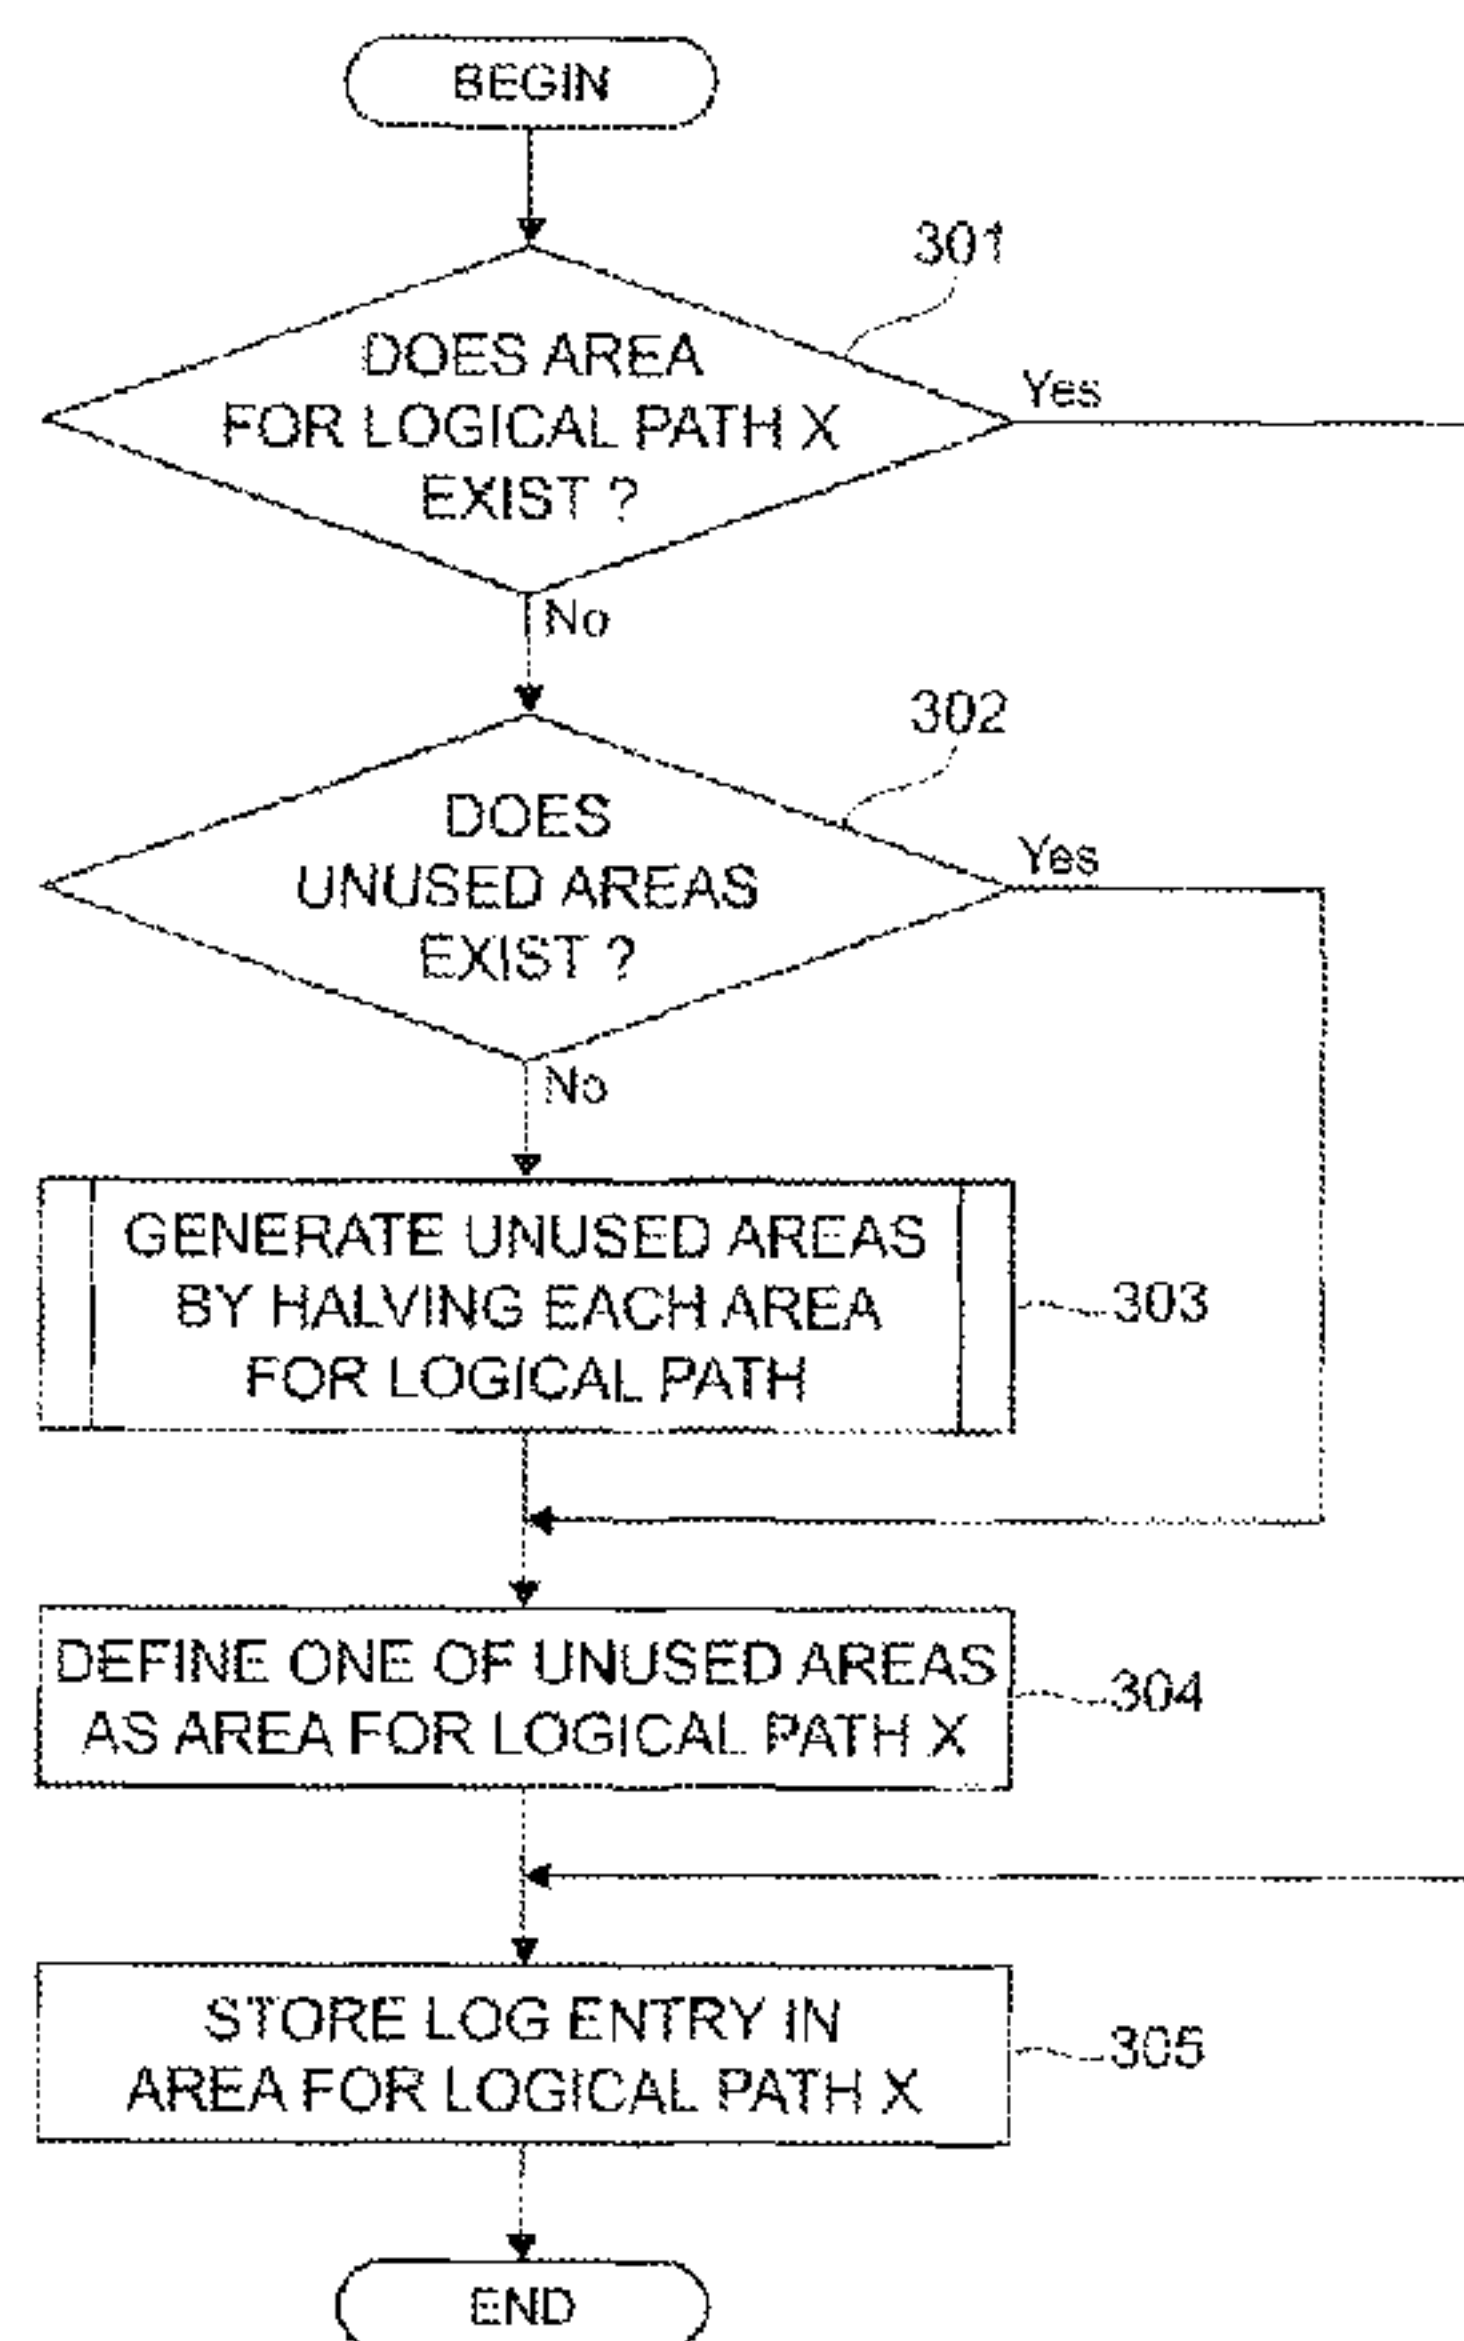 BEGIN
301
DOES AREA
FOR LOGICAL PATH X
EXIST ?
Yes
No
302
DOES
UNUSED AREAS
EXIST ?
Yes
No
GENERATE UNUSED AREAS
BY HALVING EACH AREA
FOR LOGICAL PATH
303
DEFINE ONE OF UNUSED AREAS
AS AREA FOR LOGICAL PATH X
304
STORE LOG ENTRY IN
AREA FOR LOGICAL PATH X
305
END